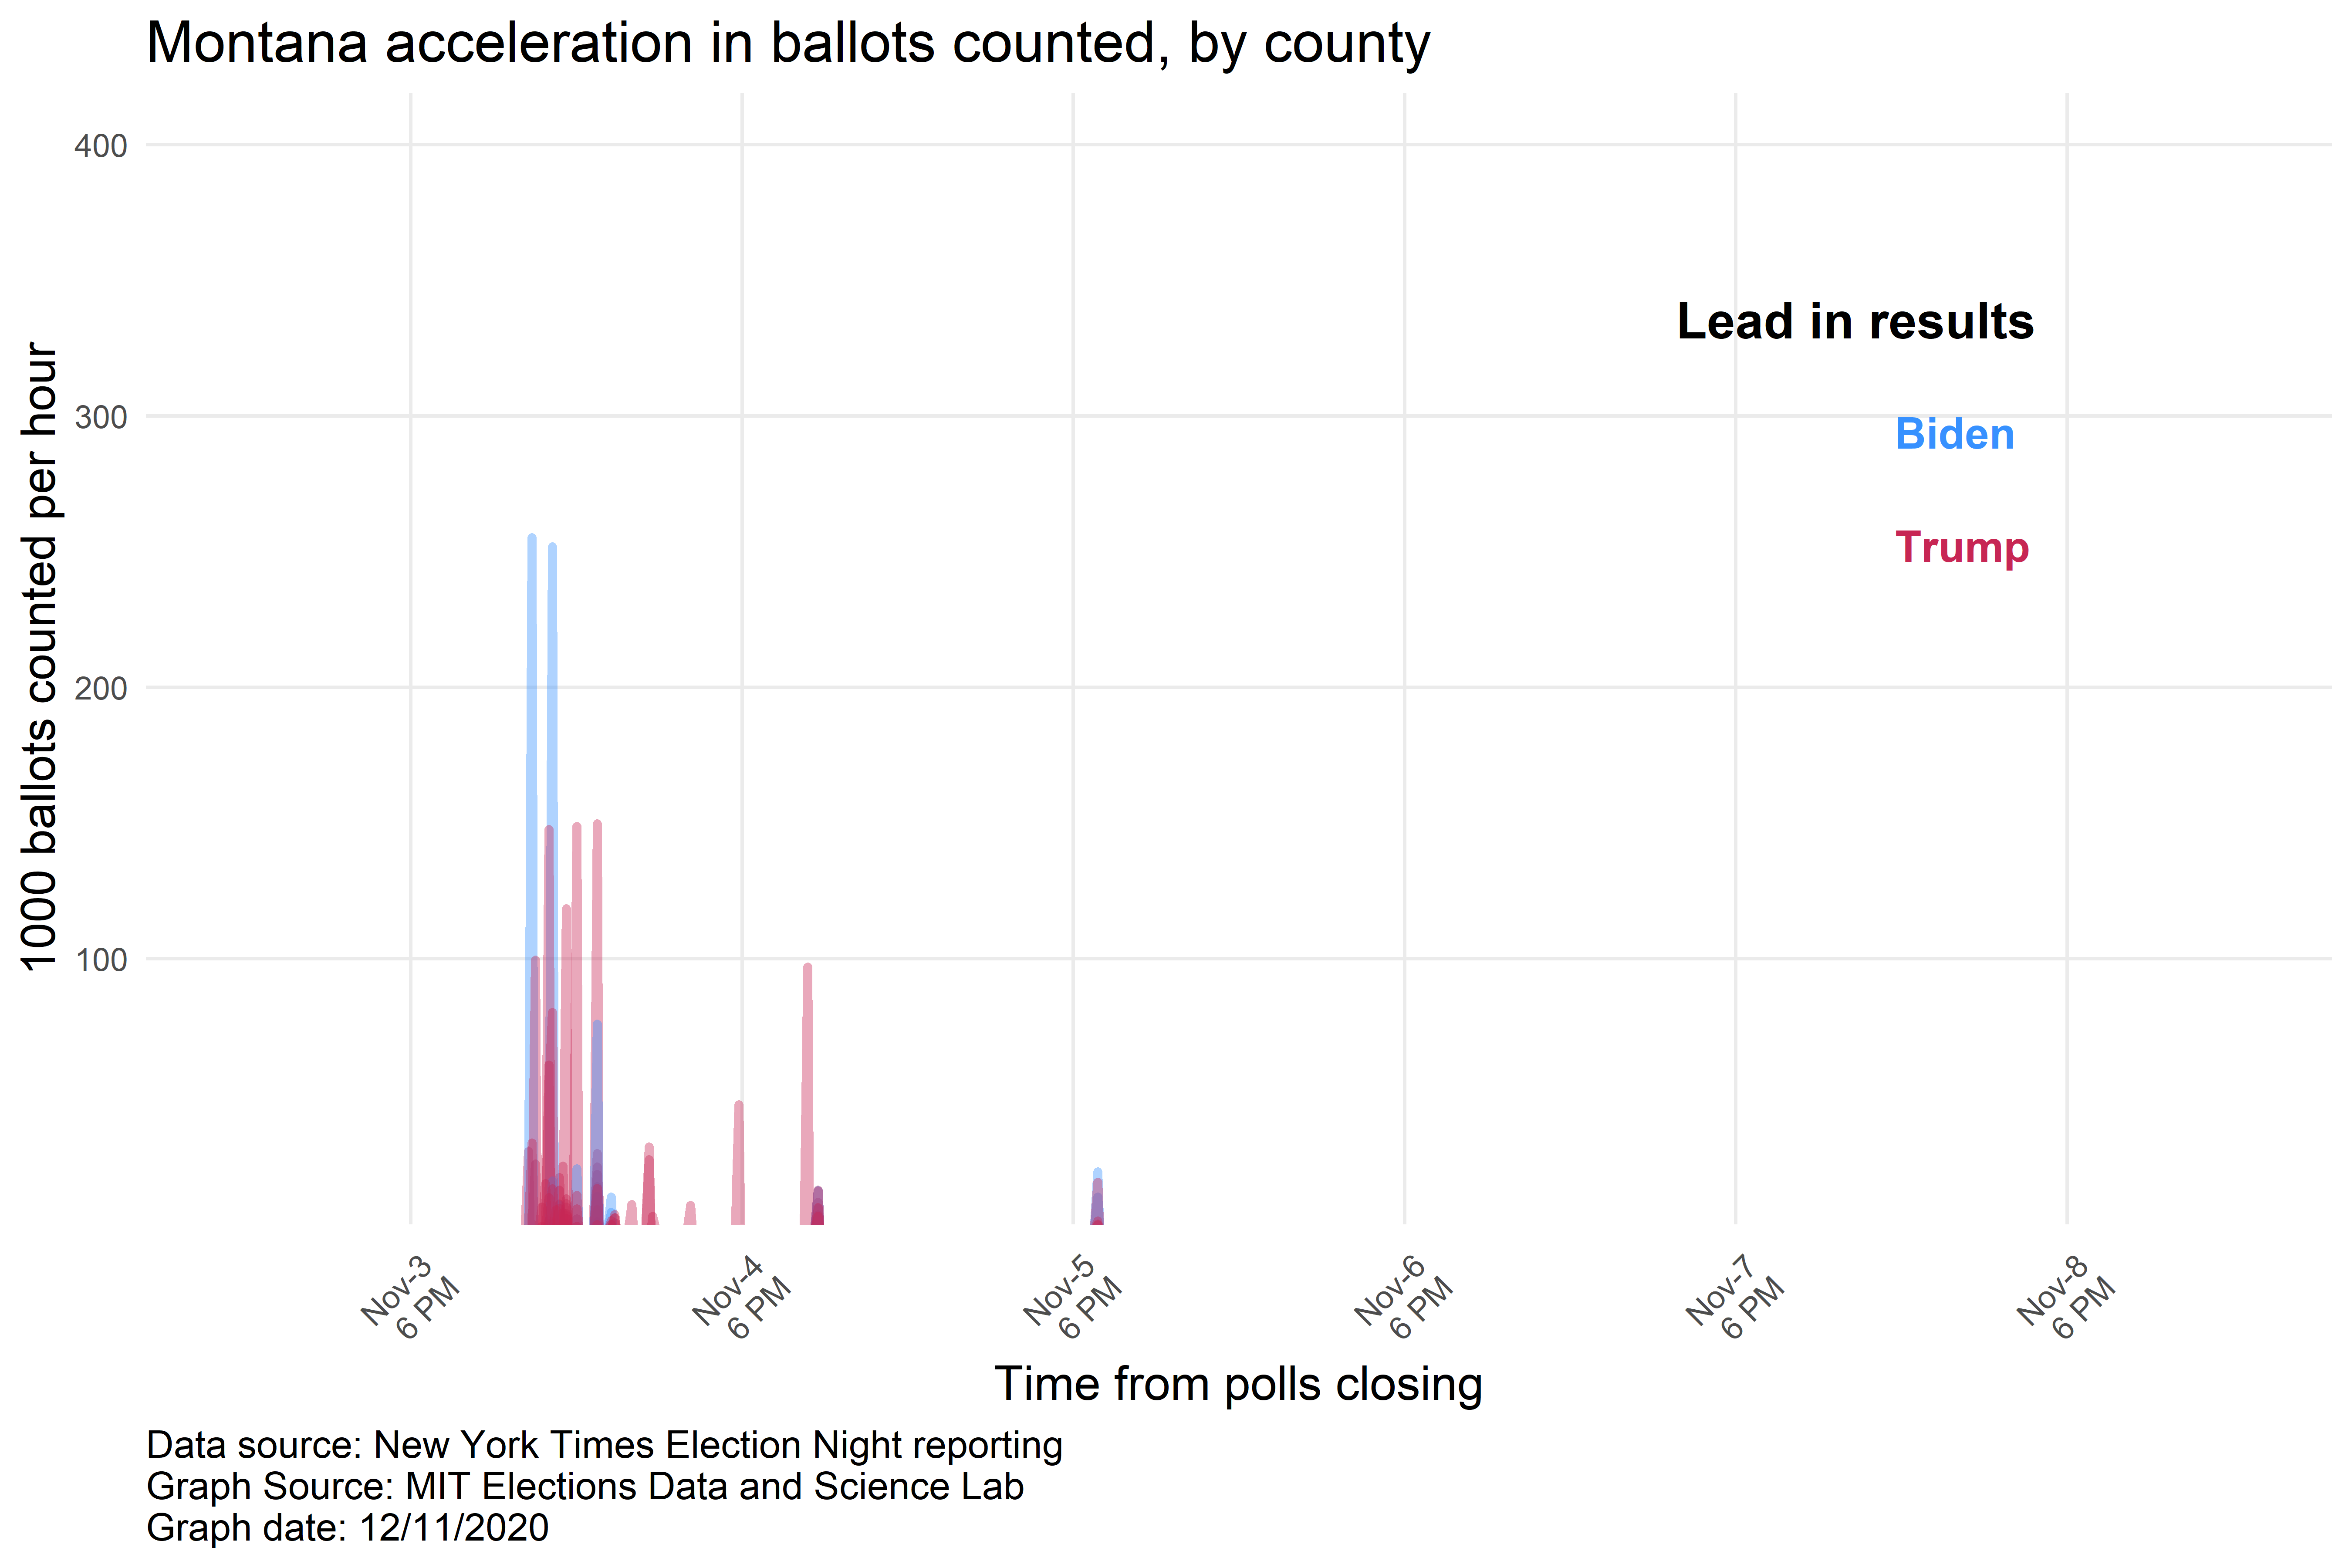 Montana acceleration in ballots counted, by county
1000 ballots counted per hour
400
300
200
100
Lead in results
Biden
Trump
Nov-3
6 PM
Nov-4
6 PM
Nov-5
6 PM
Nov-6
6 PM
Nov-7
6 PM
Nov-8
6 PM
Time from polls closing
Data source: New York Times Election Night reporting
Graph Source: MIT Elections Data and Science Lab
Graph date: 12/11/2020